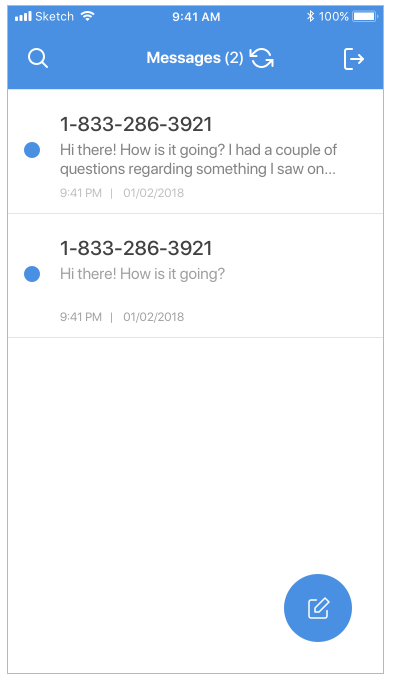 Sketch 9:41 AM 100%
Messages (2)
1-833-286-3921
Hi there! How is it going? I had a couple of
questions regarding something I saw on...
9:41 PM | 01/02/2018
1-833-286-3921
Hi there! How is it going?
9:41 PM | 01/02/2018